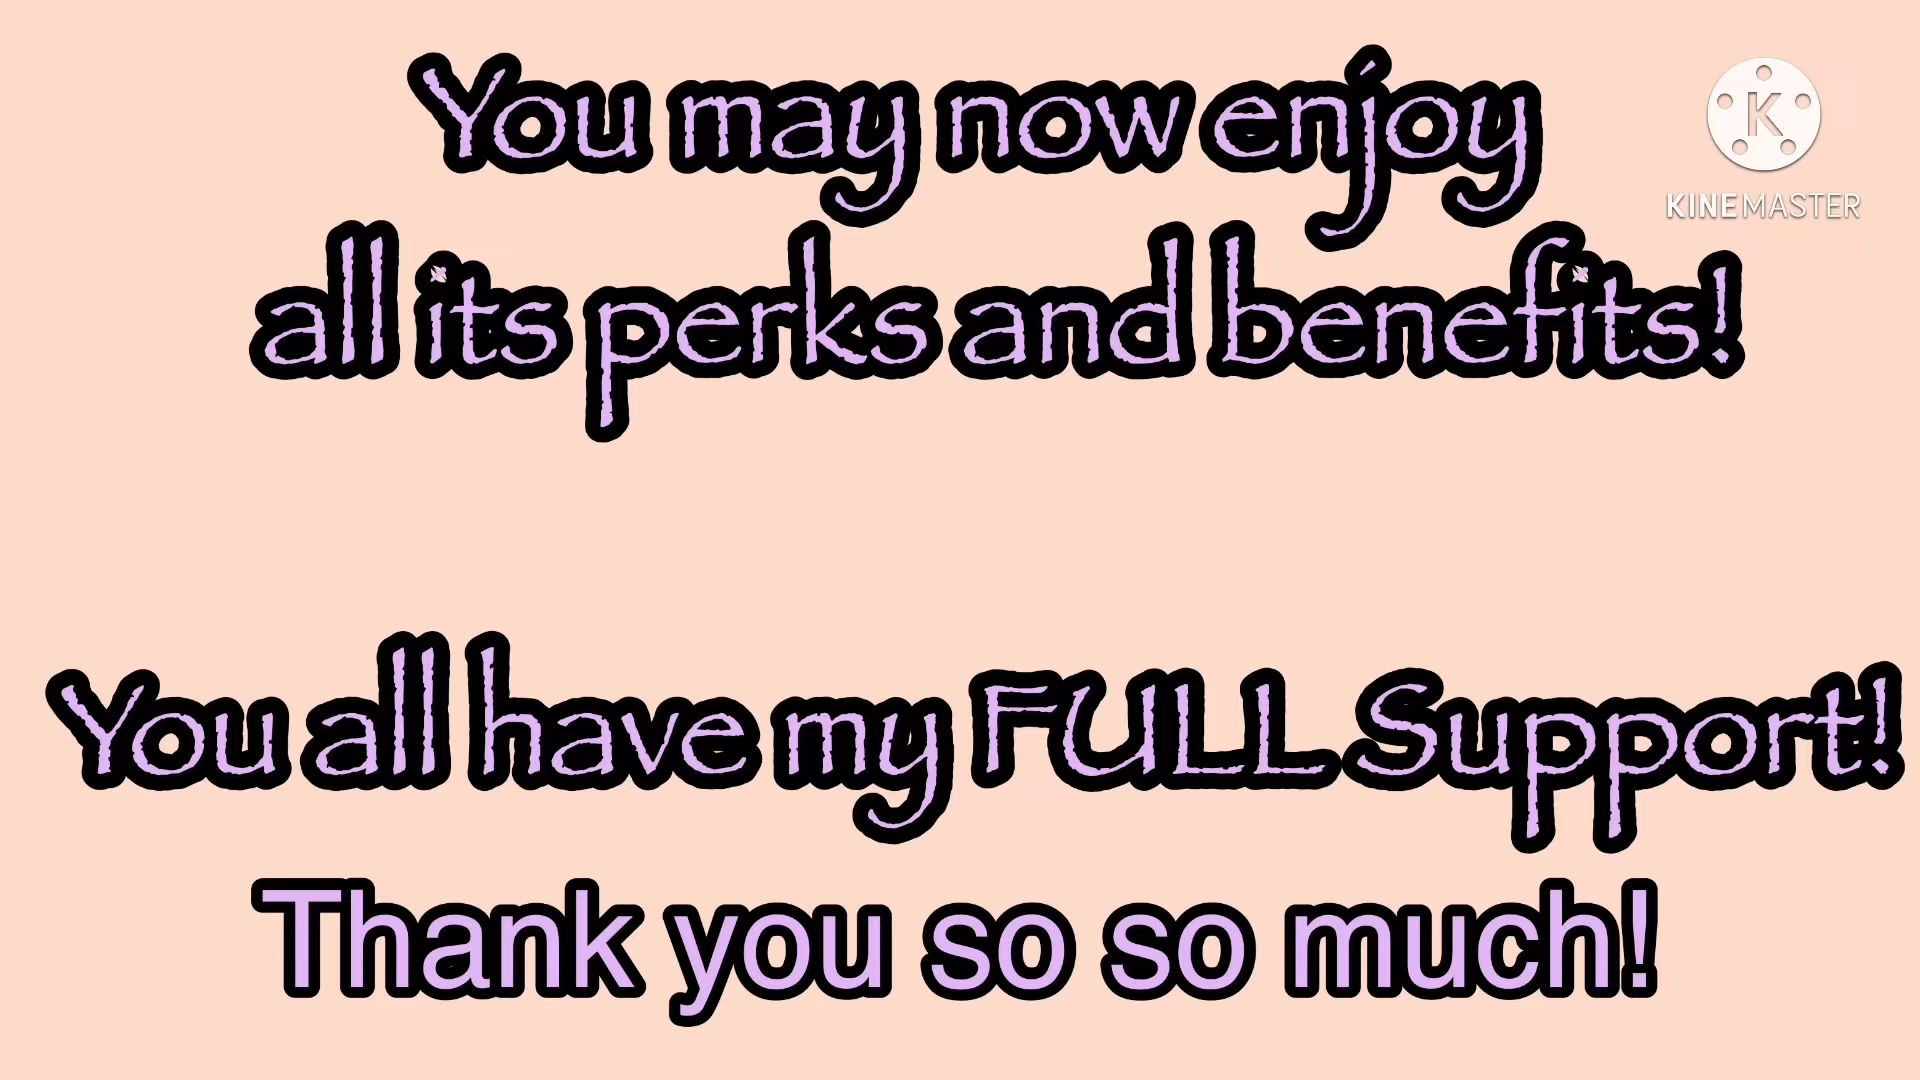 You may now enjoy
all its perks and benefits!
K
KINEMASTER
You all have my FULL Support!
Thank you so so much!